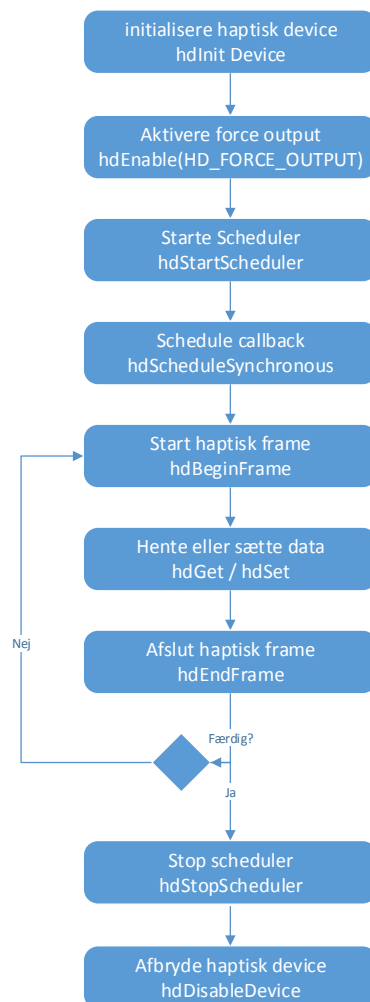 initialisere haptisk device
hdInit Device
Aktivere force output
hdEnable(HD_FORCE_OUTPUT)
Starte Scheduler
hdStartScheduler
Schedule callback
hdScheduleSynchronous
Start haptisk frame
hdBeginFrame
Hente eller sætte data
hdGet / hdSet
Nej
Afslut haptisk frame
hdEndFrame
Færdig?
Ja
Stop scheduler
hdStopScheduler
Afbryde haptisk device
hdDisableDevice